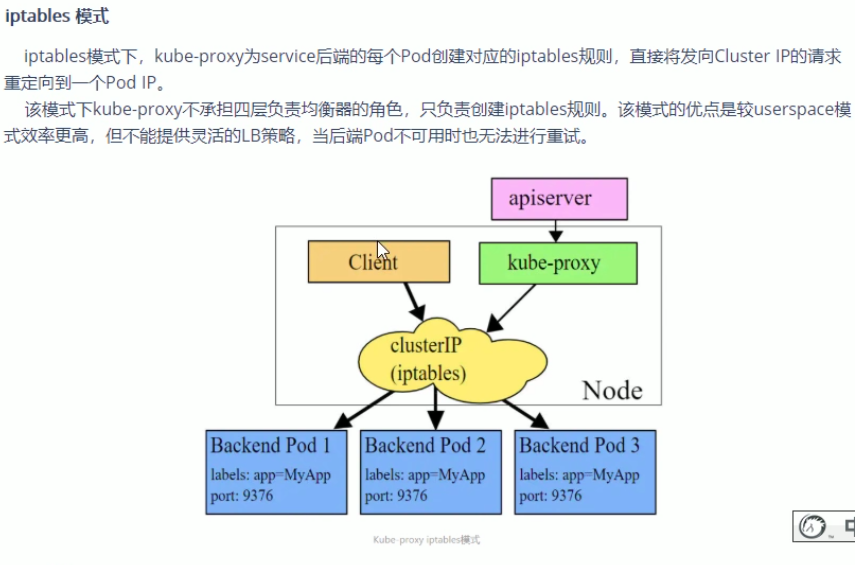 iptables 模式
iptables模式下，kube-proxy为service后端的每个Pod创建对应的iptables规则，直接将发向Cluster IP的请求
重定向到一个Pod IP。
该模式下kube-proxy不承担四层负责均衡器的角色，只负责创建iptables规则。该模式的优点是较userspace模
式效率更高，但不能提供灵活的LB策略，当后端Pod不可用时也无法进行重试。
apiserver
Client
kube-proxy
clusterIP
(iptables)
Node
Backend Pod 1
labels: app=MyApp
port: 9376
Backend Pod 2
labels: app=MyApp
port: 9376
Backend Pod 3
labels: app=MyApp
port: 9376
Kube-proxy iptables模式